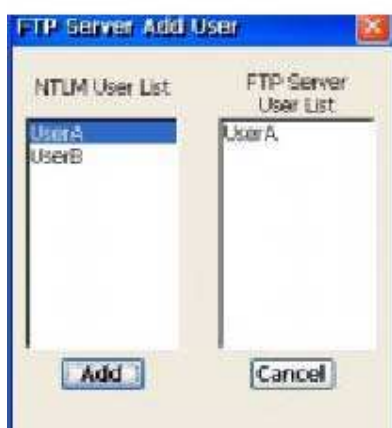 FTP Server Add User
NTLM User List
FTP Server
User List
UserA
UserB
UserA
Add
Cancel